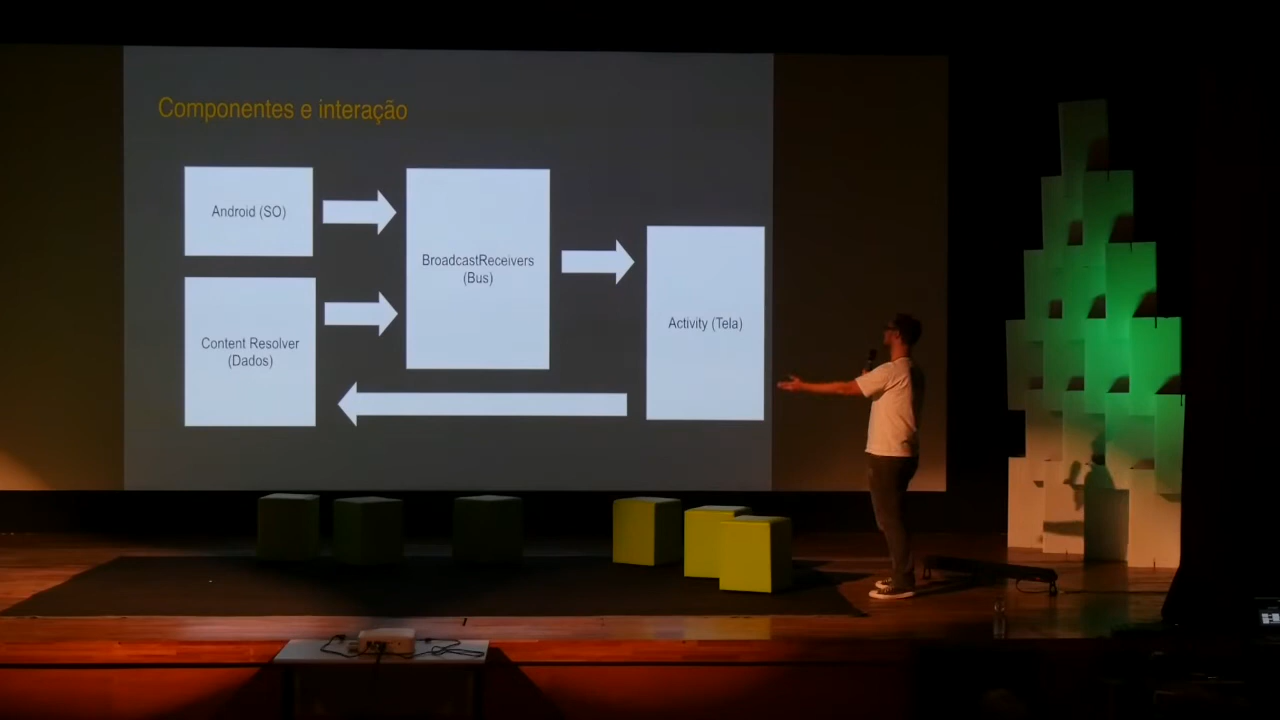 Componentes e interação
Android (SO)
BroadcastReceivers
(Bus)
Content Resolver
(Dados)
Activity (Tela)